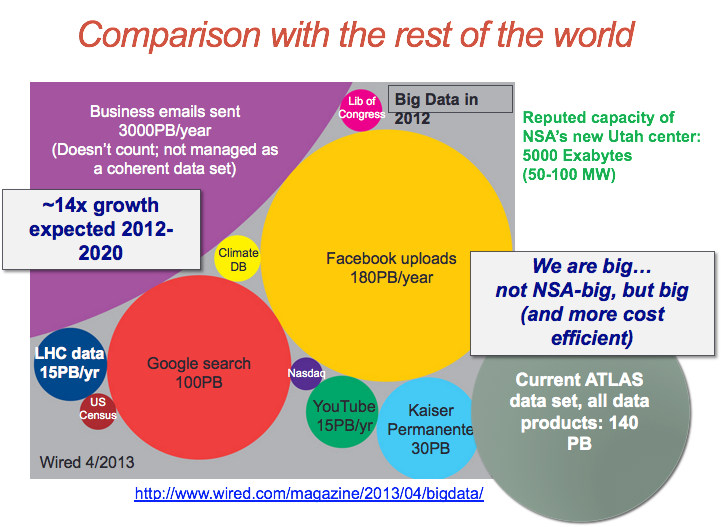 Comparison with the rest of the world
Business emails sent
3000PB/year
(Doesn't count; not managed as
a coherent data set)
Lib of
Congress
Big Data in
2012
Reputed capacity of
NSA's new Utah center:
5000 Exabytes
(50-100 MW)
~14x growth
expected 2012-
2020
Climate
DB
Facebook uploads
180PB/year
We are big…
not NSA-big, but big
(and more cost
efficient)
LHC data
15PB/yr
Google search
100PB
Nasdaq
US
Census
YouTube
15PB/yr
Kaiser
Permanente
30PB
Current ATLAS
data set, all data
products: 140
PB
Wired 4/2013
http://www.wired.com/magazine/2013/04/bigdata/